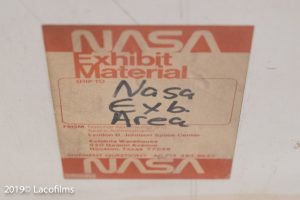 NASA
Exhibit
Material
SHIP TO
Nasa
Exb.
Area
FROM:
Lyndon B. Johnson Space Center
Exhibits Warehouse
Houston, Texas
NASA
2019© Lacofilms